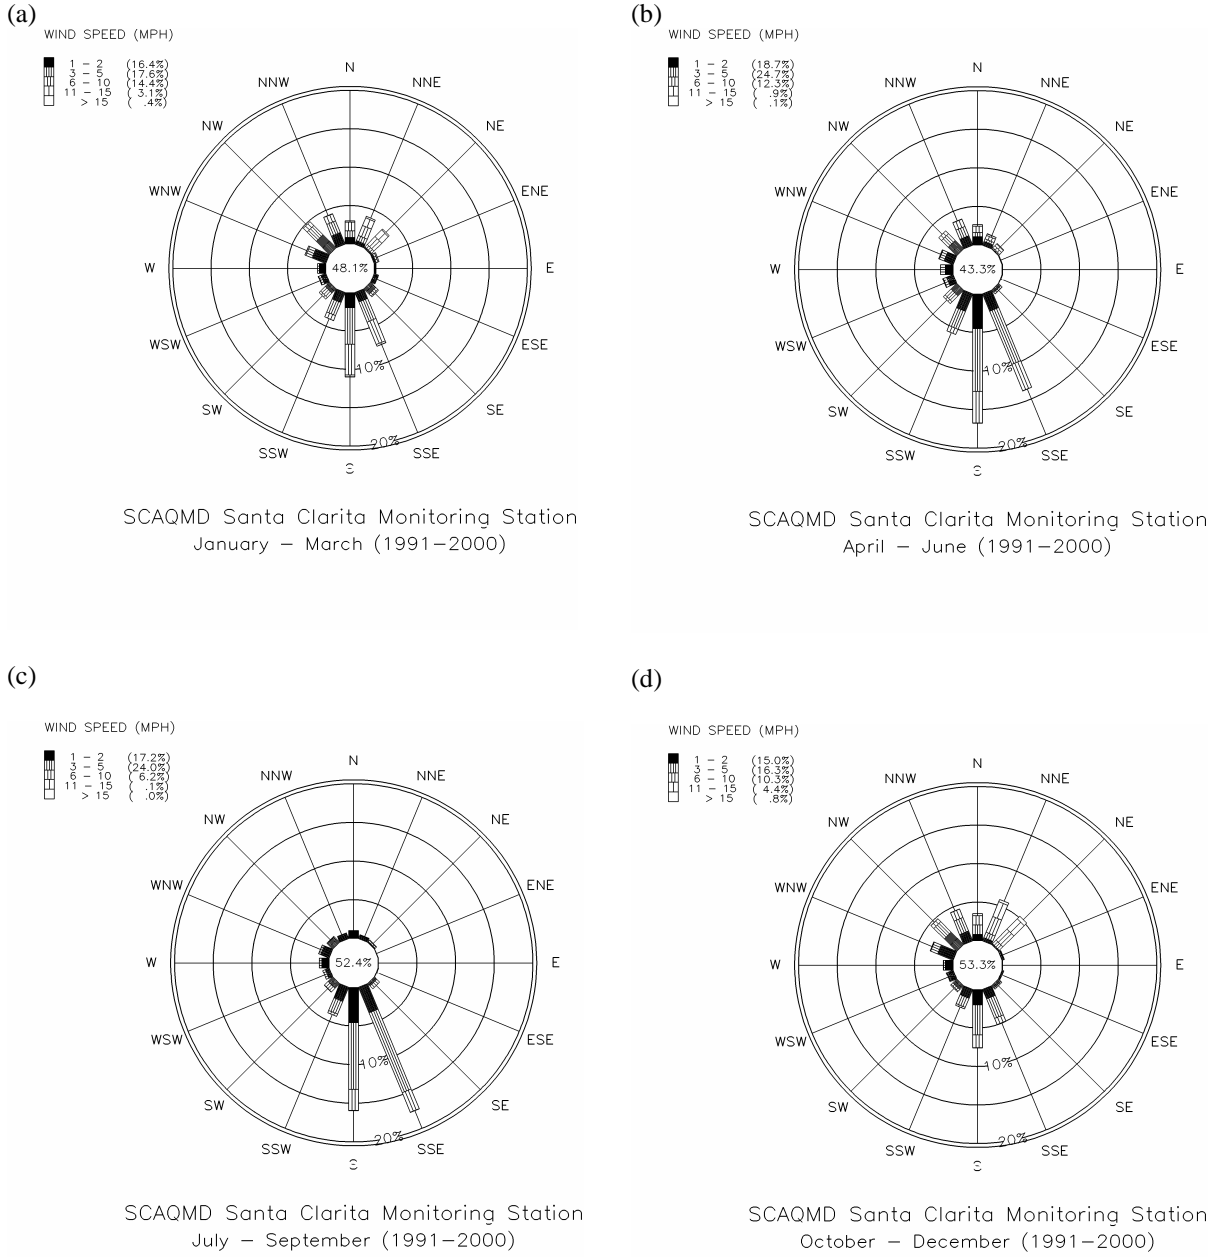 (a)
WIND SPEED (MPH)
1 – 2 (16.4%)
3 – 5 (17.6%)
6 – 10 (14.4%)
11 – 15 ( 3.1%)
> 15 ( .4%)
N
NNW
NNE
NW
NE
WNW
ENE
W
48.1%
E
WSW
ESE
10%
SW
SE
20%
SSW
SSE
S
SCAQMD Santa Clarita Monitoring Station
January – March (1991–2000)
(b)
WIND SPEED (MPH)
1 – 2 (18.7%)
3 – 5 (24.7%)
6 – 10 (12.3%)
11 – 15 ( .9%)
> 15 ( .1%)
N
NNW
NNE
NW
NE
WNW
ENE
W
43.3%
E
WSW
ESE
10%
SW
SE
20%
SSW
SSE
S
SCAQMD Santa Clarita Monitoring Station
April – June (1991–2000)
(c)
WIND SPEED (MPH)
1 – 2 (17.2%)
3 – 5 (24.0%)
6 – 10 ( 6.2%)
11 – 15 ( .1%)
> 15 ( .0%)
N
NNW
NNE
NW
NE
WNW
ENE
W
52.4%
E
WSW
ESE
10%
SW
SE
20%
SSW
SSE
S
SCAQMD Santa Clarita Monitoring Station
July – September (1991–2000)
(d)
WIND SPEED (MPH)
1 – 2 (15.0%)
3 – 5 (16.3%)
6 – 10 (10.3%)
11 – 15 ( 4.4%)
> 15 ( .8%)
N
NNW
NNE
NW
NE
WNW
ENE
W
53.3%
E
WSW
ESE
10%
SW
SE
20%
SSW
SSE
S
SCAQMD Santa Clarita Monitoring Station
October – December (1991–2000)